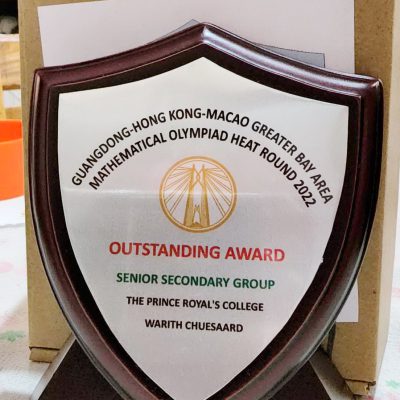 GUANGDONG-HONG KONG-MACAO GREATER BAY AREA
MATHEMATICAL OLYMPIAD HEAT ROUND 2022
OUTSTANDING AWARD
SENIOR SECONDARY GROUP
THE PRINCE ROYAL'S COLLEGE
WARITH CHUESAARD